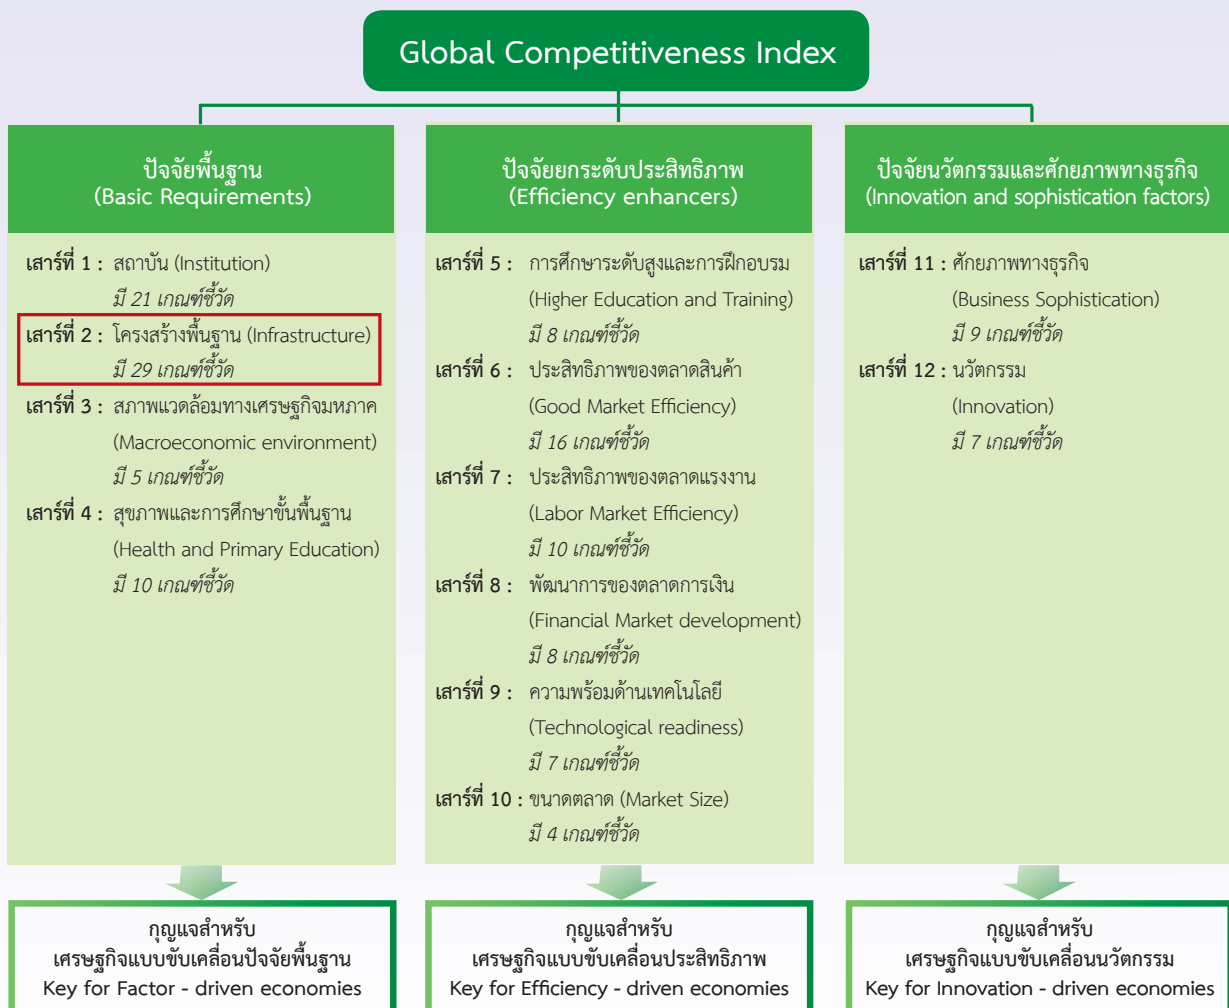 Global Competitiveness Index
ปัจจัยพื้นฐาน
(Basic Requirements)
เสาร์ที่ 1 : สถาบัน (Institution)
มี 21 เกณฑ์ชี้วัด
เสาร์ที่ 2 : โครงสร้างพื้นฐาน (Infrastructure)
มี 29 เกณฑ์ชี้วัด
เสาร์ที่ 3 : สภาพแวดล้อมทางเศรษฐกิจมหภาค
(Macroeconomic environment)
มี 5 เกณฑ์ชี้วัด
เสาร์ที่ 4 : สุขภาพและการศึกษาขั้นพื้นฐาน
(Health and Primary Education)
มี 10 เกณฑ์ชี้วัด
กุญแจสำหรับ
เศรษฐกิจแบบขับเคลื่อนปัจจัยพื้นฐาน
Key for Factor - driven economies
ปัจจัยยกระดับประสิทธิภาพ
(Efficiency enhancers)
เสาร์ที่ 5 : การศึกษาระดับสูงและการฝึกอบรม
(Higher Education and Training)
มี 8 เกณฑ์ชี้วัด
เสาร์ที่ 6 : ประสิทธิภาพของตลาดสินค้า
(Good Market Efficiency)
มี 16 เกณฑ์ชี้วัด
เสาร์ที่ 7 : ประสิทธิภาพของตลาดแรงงาน
(Labor Market Efficiency)
มี 10 เกณฑ์ชี้วัด
เสาร์ที่ 8 : พัฒนาการของตลาดการเงิน
(Financial Market development)
มี 8 เกณฑ์ชี้วัด
เสาร์ที่ 9 : ความพร้อมด้านเทคโนโลยี
(Technological readiness)
มี 7 เกณฑ์ชี้วัด
เสาร์ที่ 10 : ขนาดตลาด (Market Size)
มี 4 เกณฑ์ชี้วัด
กุญแจสำหรับ
เศรษฐกิจแบบขับเคลื่อนประสิทธิภาพ
Key for Efficiency - driven economies
ปัจจัยนวัตกรรมและศักยภาพทางธุรกิจ
(Innovation and sophistication factors)
เสาร์ที่ 11 : ศักยภาพทางธุรกิจ
(Business Sophistication)
มี 9 เกณฑ์ชี้วัด
เสาร์ที่ 12 : นวัตกรรม
(Innovation)
มี 7 เกณฑ์ชี้วัด
กุญแจสำหรับ
เศรษฐกิจแบบขับเคลื่อนนวัตกรรม
Key for Innovation - driven economies